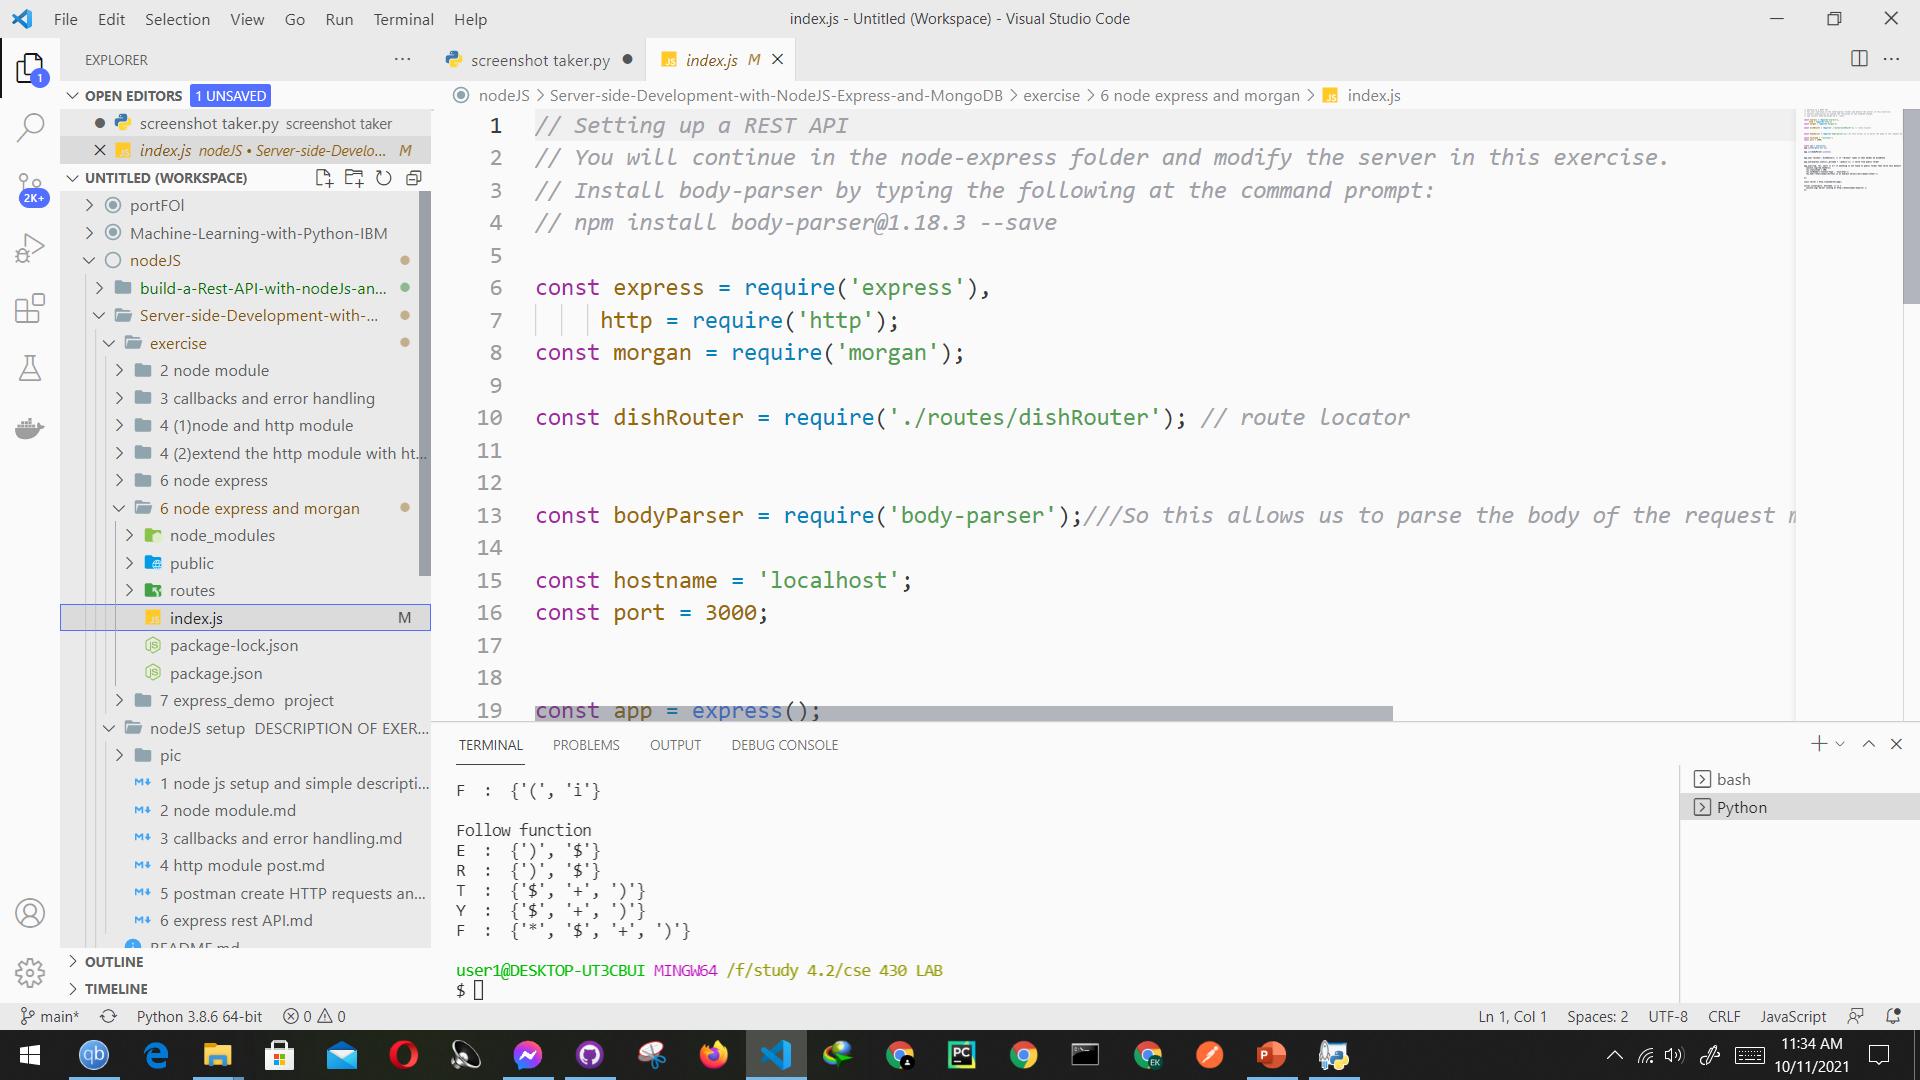 File Edit Selection View Go Run Terminal Help
index.js - Untitled (Workspace) - Visual Studio Code
EXPLORER
OPEN EDITORS 1 UNSAVED
screenshot taker.py screenshot taker
index.js nodeJS • Server-side-Develo... M
UNTITLED (WORKSPACE)
portFOl
Machine-Learning-with-Python-IBM
nodeJS
build-a-Rest-API-with-nodeJs-an...
Server-side-Development-with-...
exercise
2 node module
3 callbacks and error handling
4 (1)node and http module
4 (2)extend the http module with ht...
6 node express
6 node express and morgan
node_modules
public
routes
index.js M
package-lock.json
package.json
7 express_demo project
nodeJS setup DESCRIPTION OF EXER...
pic
1 node js setup and simple descripti...
2 node module.md
3 callbacks and error handling.md
4 http module post.md
5 postman create HTTP requests an...
6 express rest API.md
README.md
OUTLINE
TIMELINE
1
2K+
screenshot taker.py
index.js M
nodeJS > Server-side-Development-with-NodeJS-Express-and-MongoDB > exercise > 6 node express and morgan > index.js
1 // Setting up a REST API
2 // You will continue in the node-express folder and modify the server in this exercise.
3 // Install body-parser by typing the following at the command prompt:
4 // npm install body-parser@1.18.3 --save
5
6 const express = require('express'),
7 http = require('http');
8 const morgan = require('morgan');
9
10 const dishRouter = require('./routes/dishRouter'); // route locator
11
12
13 const bodyParser = require('body-parser');///So this allows us to parse the body of the request
14
15 const hostname = 'localhost';
16 const port = 3000;
17
18
19 const app = express();
TERMINAL PROBLEMS OUTPUT DEBUG CONSOLE
F : {'(', 'i'}
Follow function
E : {')', '$'}
R : {')', '$'}
T : {'$', '+', ')'}
Y : {'$', '+', ')'}
F : {'*', '$', '+', ')'}
user1@DESKTOP-UT3CBUI MINGW64 /f/study 4.2/cse 430 LAB
$
bash
Python
main* Python 3.8.6 64-bit 0 0
Ln 1, Col 1 Spaces: 2 UTF-8 CRLF JavaScript
11:34 AM
10/11/2021